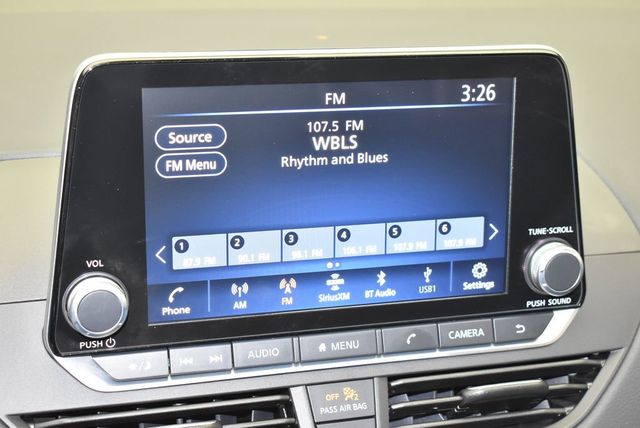 FM 3:26
Source
FM Menu
107.5 FM
WBLS
Rhythm and Blues
1 2 3 4 5 6
87.9 FM 90.1 FM 98.1 FM 106.1 FM 107.9 FM 107.9 FM
Phone AM FM SiriusXM BT Audio USB1 Settings
VOL
PUSH
TUNE-SCROLL
PUSH SOUND
AUDIO MENU CAMERA
OFF 2
PASS AIR BAG